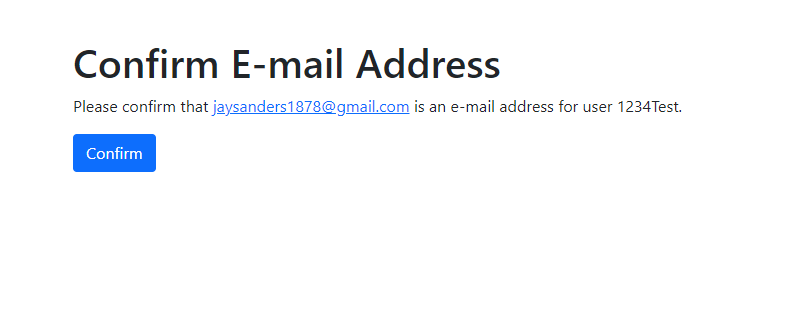 Confirm E-mail Address
Please confirm that jaysanders1878@gmail.com is an e-mail address for user 1234Test.
Confirm